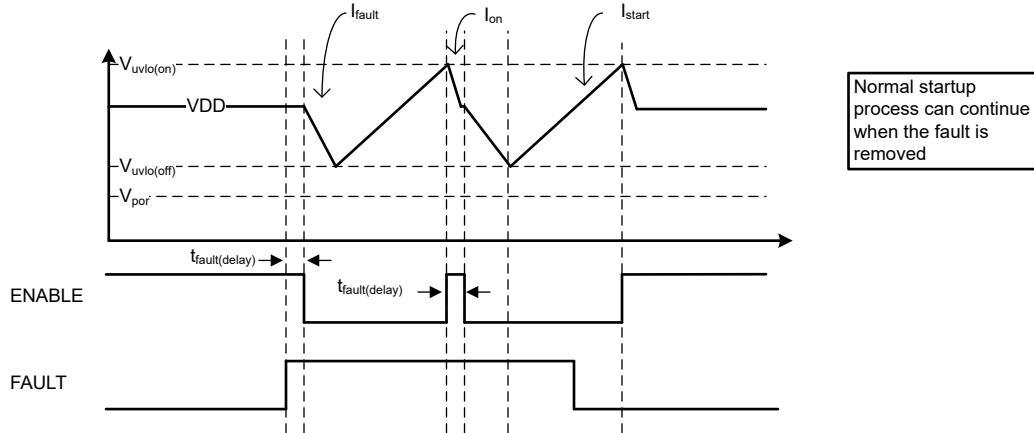 Ifault
Ion
Istart
Vuvlo(on)
VDD
Vuvlo(off)
Vpor
Normal startup
process can continue
when the fault is
removed
tfault(delay)
tfault(delay)
ENABLE
FAULT